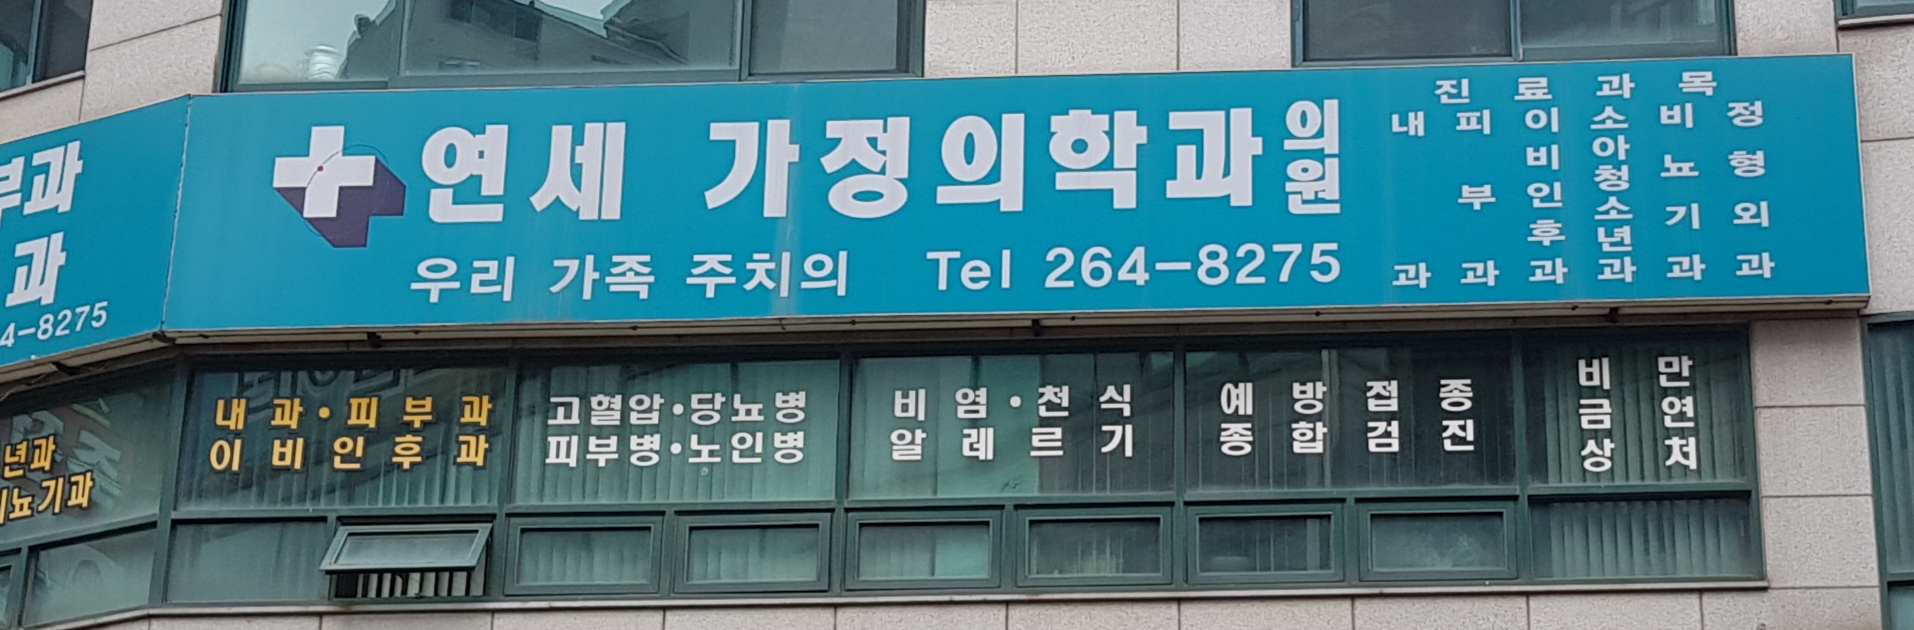 부과
과
4-8275
연세 가정의학과의원
우리 가족 주치의 Tel 264-8275
진료과목
내과
피부과
이비인후과
소아청소년과
비뇨기과
정형외과
년과
뇨기과
내과·피부과
이비인후과
고혈압·당뇨병
피부병·노인병
비염·천식
알레르기
예방접종
종합검진
비만
금연
상처